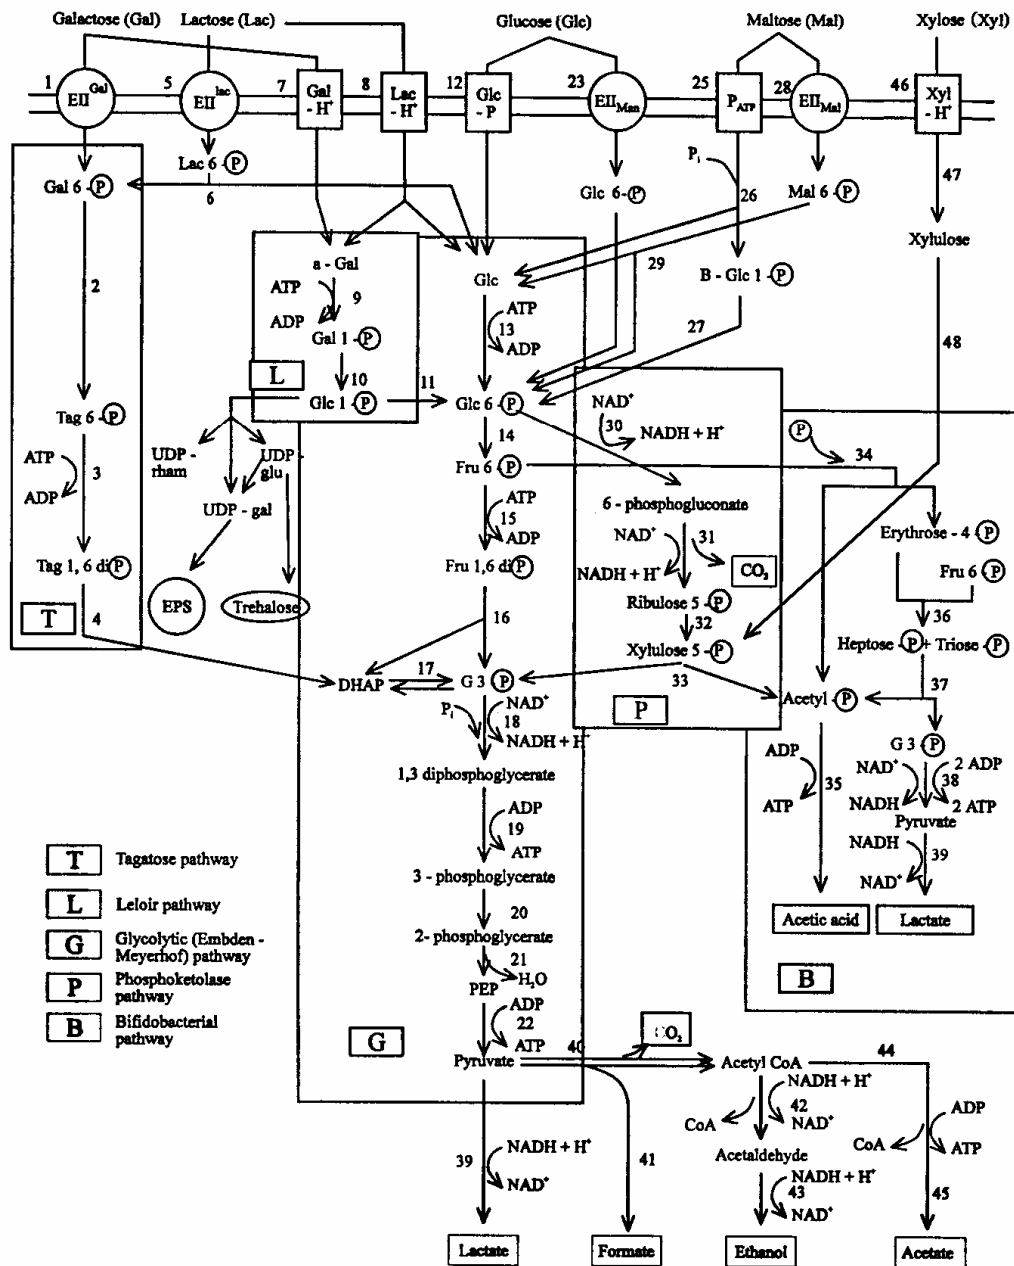 Galactose (Gal) Lactose (Lac) Glucose (Glc) Maltose (Mal) Xylose (Xyl)
1 EII Gal 5 EII lac 7 Gal - H+ 8 Lac - H+ 12 Glc - P 23 EII Man 25 P ATP 28 EII Mal 46 Xyl - H+
Lac 6 - P
6
Gal 6 - P
Pi
Glc 6 - P
26
Mal 6 - P
47
Xylulose
a - Gal
Glc
29
B - Glc 1 - P
2
ATP
9
ADP
ATP
13
ADP
27
48
Gal 1 - P
L
10
11
Glc 1 - P
Glc 6 - P
Tag 6 - P
ATP
3
ADP
UDP - rham
UDP - glu
UDP - gal
14
Fru 6 - P
NAD+
30
NADH + H+
P
34
ATP
15
ADP
6 - phosphogluconate
NAD+
31
NADH + H+
CO2
Erythrose - 4 P
Fru 6 - P
Tag 1, 6 di P
Fru 1,6 di P
T
4
EPS
Trehalose
16
Ribulose 5 - P
32
Xylulose 5 - P
33
36
Heptose - P + Triose - P
DHAP
17
G 3 P
P
Acetyl - P
37
Pi
NAD+
18
NADH + H+
G 3 - P
1,3 diphosphoglycerate
ADP
35
ATP
NAD+
38
2 ADP
NADH
2 ATP
Pyruvate
ADP
19
ATP
NADH
39
NAD+
3 - phosphoglycerate
20
Acetic acid
Lactate
2- phosphoglycerate
21
H2O
PEP
B
ADP
22
ATP
G
Pyruvate
40
CO2
Acetyl CoA
44
T Tagatose pathway
L Leloir pathway
G Glycolytic (Embden -
Meyerhof) pathway
P Phosphoketolase
pathway
B Bifidobacterial
pathway
39
NADH + H+
NAD+
41
NADH + H+
42
CoA
NAD+
Acetaldehyde
NADH + H+
43
NAD+
ADP
CoA
ATP
45
Lactate Formate Ethanol Acetate